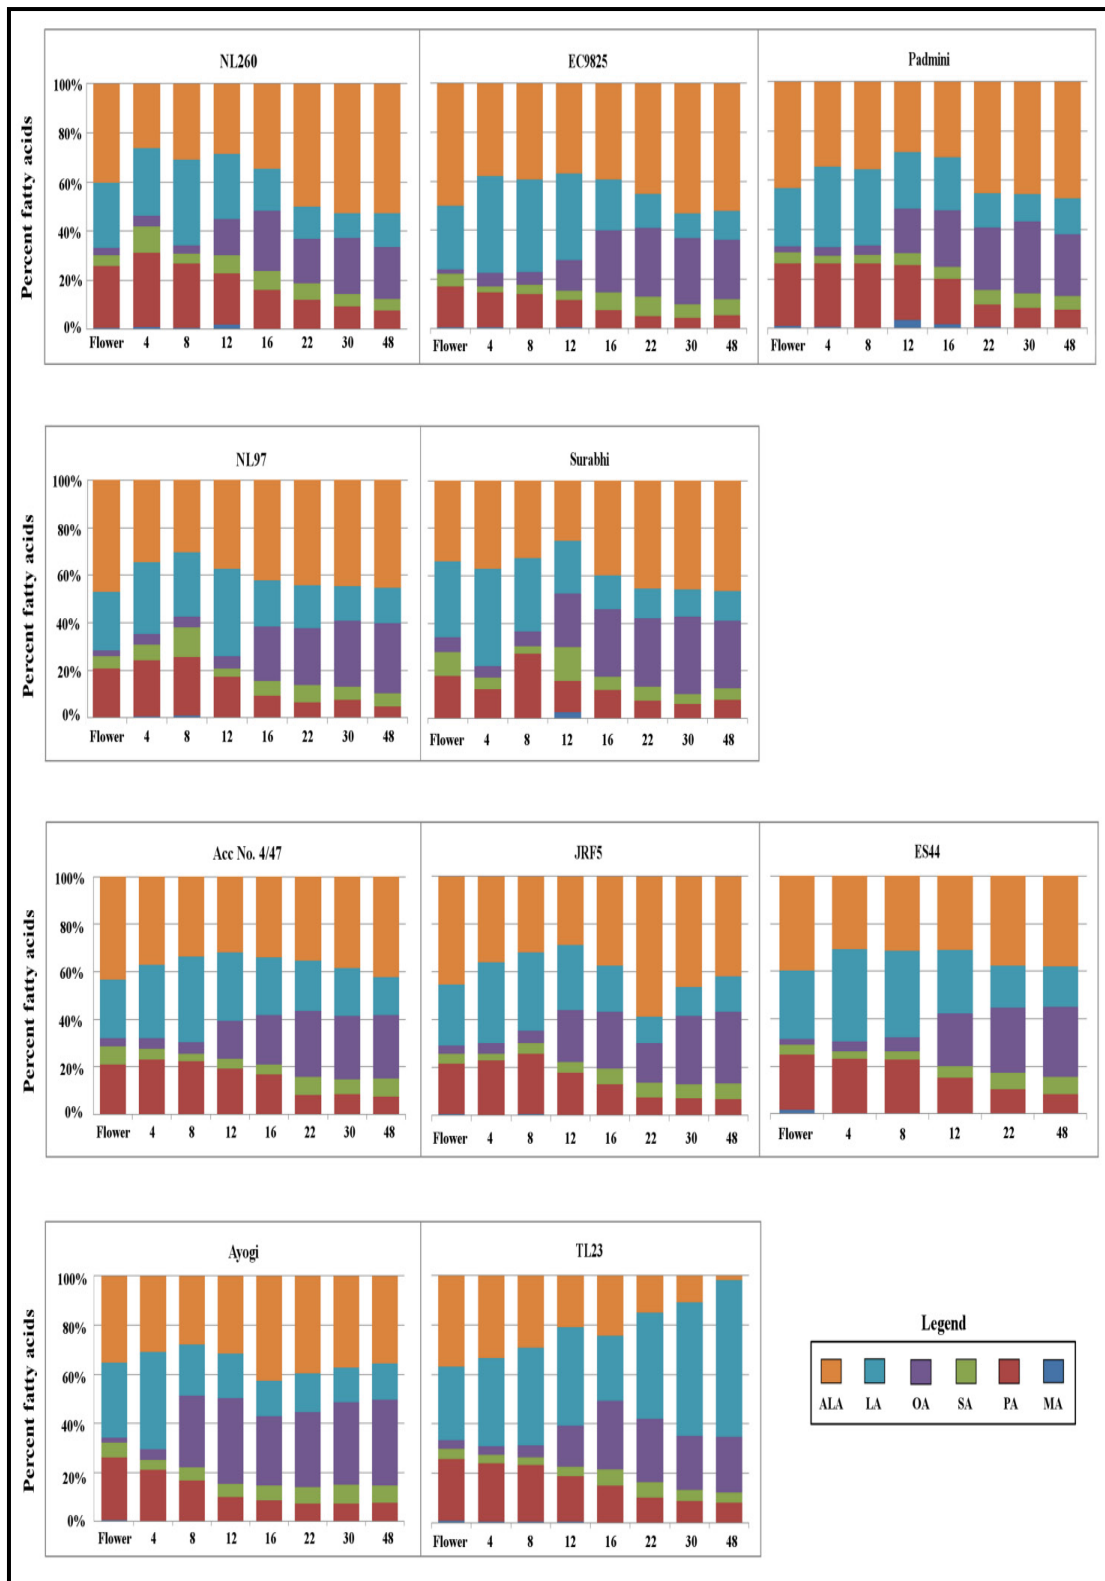 NL260
EC9825
Padmini
Percent fatty acids
100%
80%
60%
40%
20%
0%
Flower 4 8 12 16 22 30 48
Flower 4 8 12 16 22 30 48
Flower 4 8 12 16 22 30 48
NL97
Surabhi
Percent fatty acids
100%
80%
60%
40%
20%
0%
Flower 4 8 12 16 22 30 48
Flower 4 8 12 16 22 30 48
Acc No. 4/47
JRF5
ES44
Percent fatty acids
100%
80%
60%
40%
20%
0%
Flower 4 8 12 16 22 30 48
Flower 4 8 12 16 22 30 48
Flower 4 8 12 22 48
Ayogi
TL23
Percent fatty acids
100%
80%
60%
40%
20%
0%
Flower 4 8 12 16 22 30 48
Flower 4 8 12 16 22 30 48
Legend
ALA LA OA SA PA MA